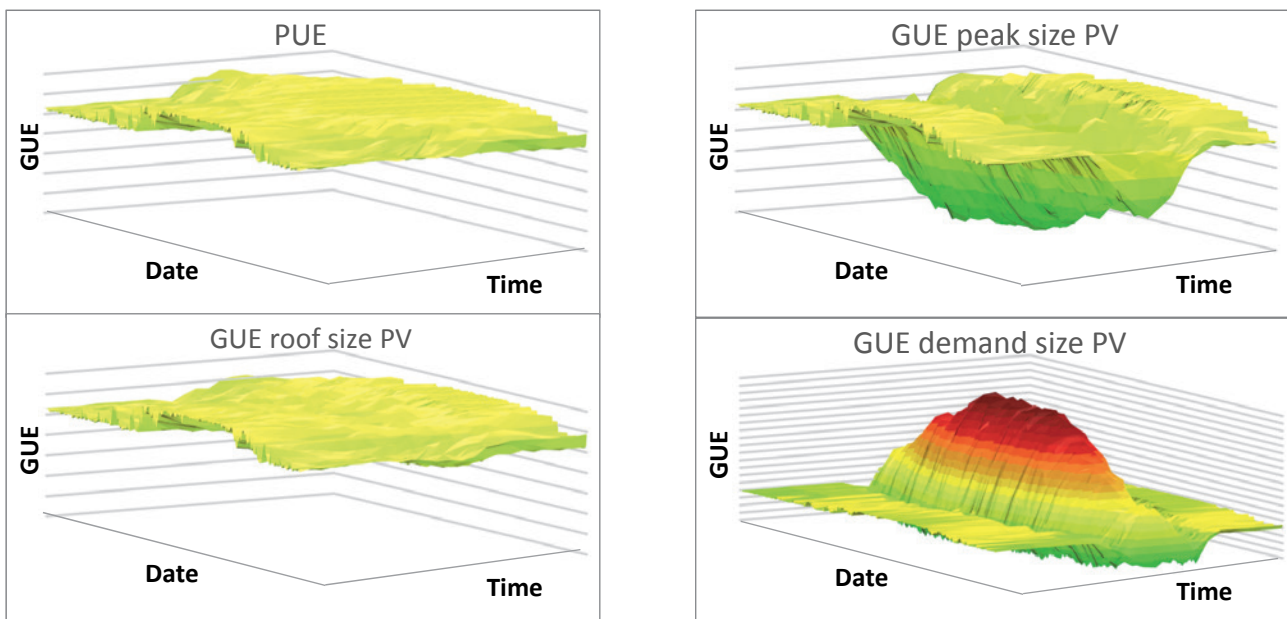 PUE
GUE
Date
Time
GUE peak size PV
GUE
Date
Time
GUE roof size PV
GUE
Date
Time
GUE demand size PV
GUE
Date
Time